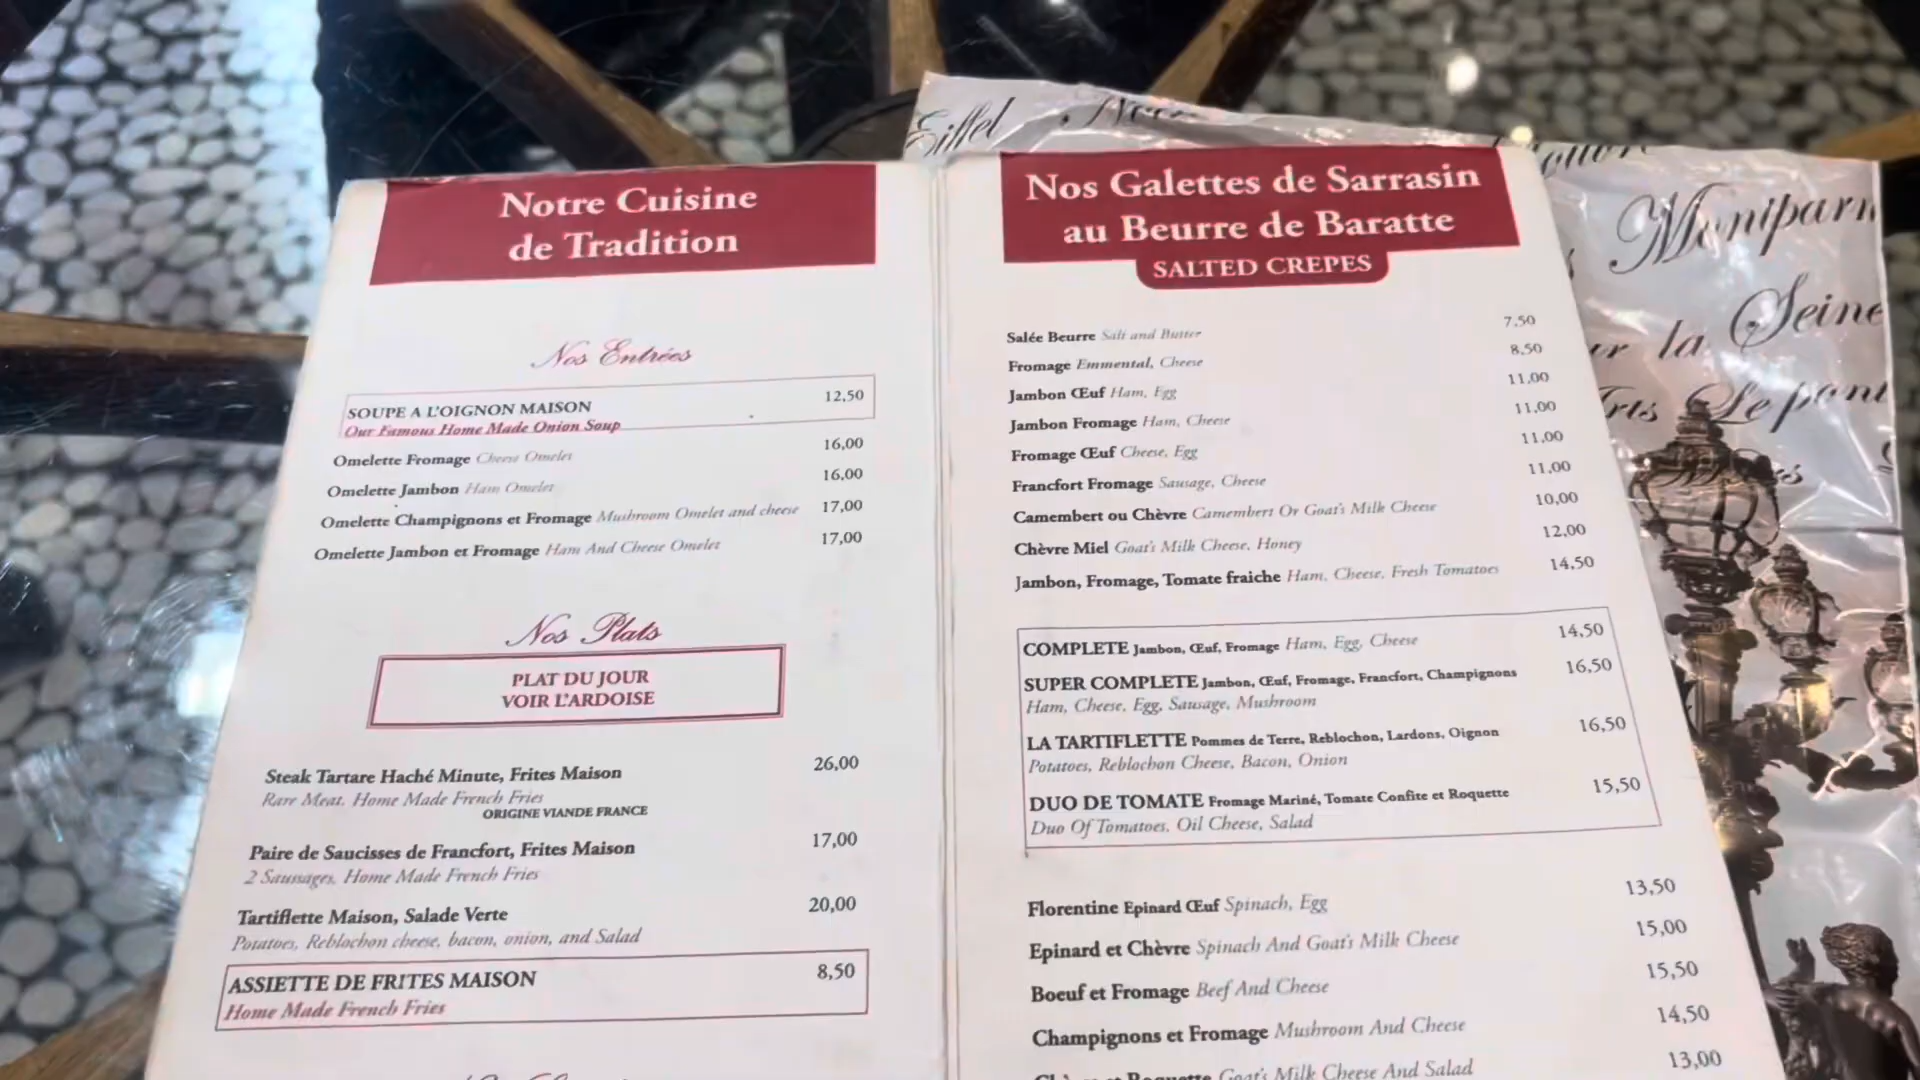 Eiffel
Montparn
Seine
la
Arts Le pont
Notre Cuisine
de Tradition
Nos Entrées
SOUPE A L'OIGNON MAISON 12,50
Our Famous Home Made Onion Soup
Omelette Fromage Cheese Omelet 16,00
Omelette Jambon Ham Omelet 16,00
Omelette Champignons et Fromage Mushroom Omelet and cheese 17,00
Omelette Jambon et Fromage Ham And Cheese Omelet 17,00
Nos Plats
PLAT DU JOUR
VOIR L'ARDOISE
Steak Tartare Haché Minute, Frites Maison 26,00
Rare Meat, Home Made French Fries
ORIGINE VIANDE FRANCE
Paire de Saucisses de Francfort, Frites Maison 17,00
2 Saussages, Home Made French Fries
Tartiflette Maison, Salade Verte 20,00
Potatoes, Reblochon cheese, bacon, onion, and Salad
ASSIETTE DE FRITES MAISON 8,50
Home Made French Fries
Nos Galettes de Sarrasin
au Beurre de Baratte
SALTED CREPES
Salée Beurre Salt and Butter 7,50
Fromage Emmental, Cheese 8,50
Jambon Œuf Ham, Egg 11,00
Jambon Fromage Ham, Cheese 11,00
Fromage Œuf Cheese, Egg 11,00
Francfort Fromage Sausage, Cheese 11,00
Camembert ou Chèvre Camembert Or Goat's Milk Cheese 10,00
Chèvre Miel Goat's Milk Cheese, Honey 12,00
Jambon, Fromage, Tomate fraiche Ham, Cheese, Fresh Tomatoes 14,50
COMPLETE Jambon, Œuf, Fromage Ham, Egg, Cheese 14,50
SUPER COMPLETE Jambon, Œuf, Fromage, Francfort, Champignons 16,50
Ham, Cheese, Egg, Sausage, Mushroom
LA TARTIFLETTE Pommes de Terre, Reblochon, Lardons, Oignon 16,50
Potatoes, Reblochon Cheese, Bacon, Onion
DUO DE TOMATE Fromage Mariné, Tomate Confite et Roquette 15,50
Duo Of Tomatoes, Oil Cheese, Salad
Florentine Epinard Œuf Spinach, Egg 13,50
Epinard et Chèvre Spinach And Goat's Milk Cheese 15,00
Boeuf et Fromage Beef And Cheese 15,50
Champignons et Fromage Mushroom And Cheese 14,50
Chèvre et Roquette Goat's Milk Cheese And Salad 13,00